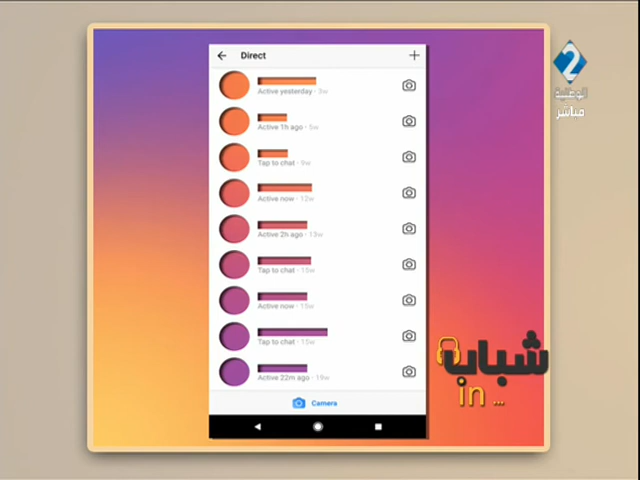 Direct
Active yesterday · 3w
Active 1h ago · 5w
Tap to chat · 9w
Active now · 12w
Active 2h ago · 13w
Tap to chat · 15w
Active now · 15w
Tap to chat · 15w
Active 22m ago · 19w
Camera
2
الوطنية
مباشر
شباب
in ...